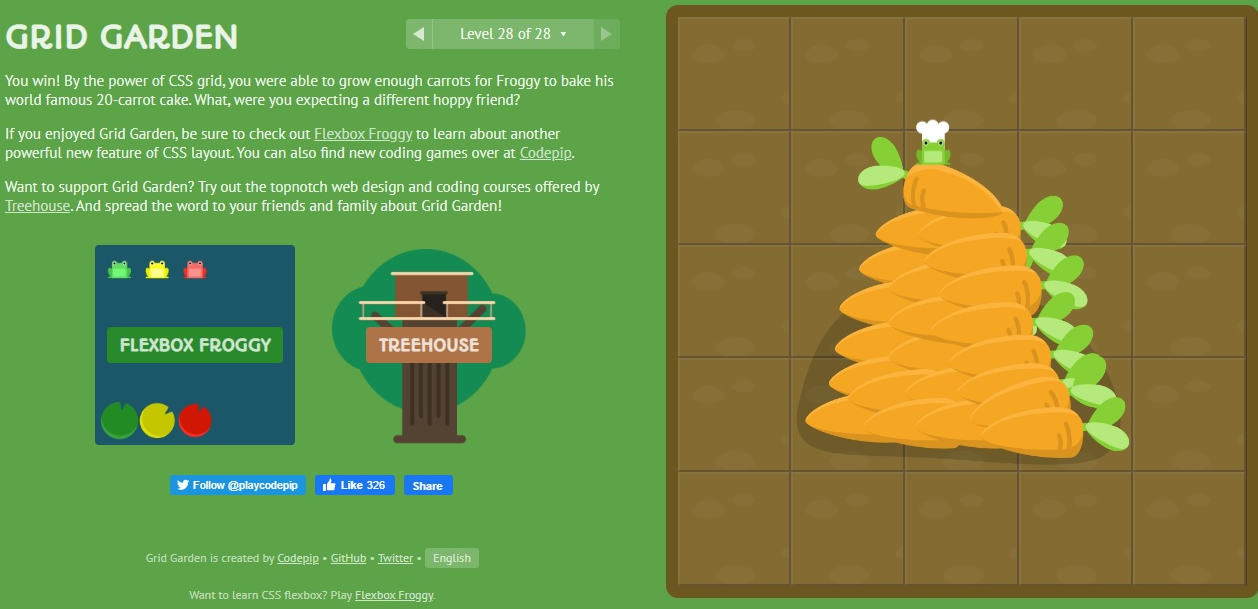 GRID GARDEN
Level 28 of 28
You win! By the power of CSS grid, you were able to grow enough carrots for Froggy to bake his
world famous 20-carrot cake. What, were you expecting a different hoppy friend?
If you enjoyed Grid Garden, be sure to check out Flexbox Froggy to learn about another
powerful new feature of CSS layout. You can also find new coding games over at Codepip.
Want to support Grid Garden? Try out the topnotch web design and coding courses offered by
Treehouse. And spread the word to your friends and family about Grid Garden!
FLEXBOX FROGGY
TREEHOUSE
Follow @playcodepip
Like 326
Share
Grid Garden is created by Codepip • GitHub • Twitter • English
Want to learn CSS flexbox? Play Flexbox Froggy.